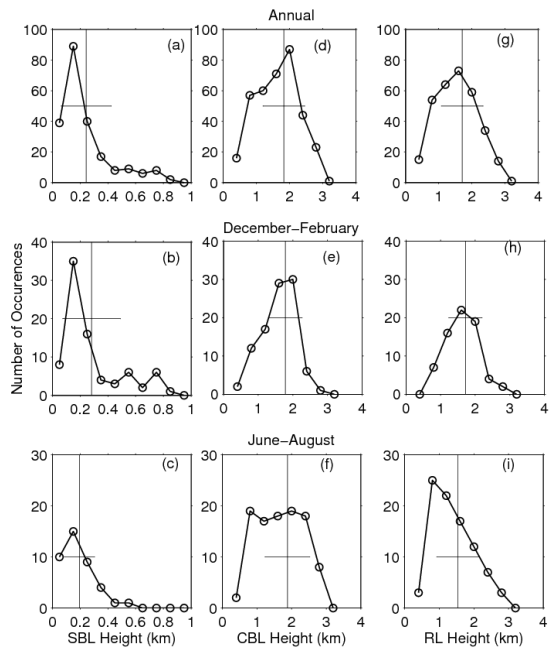 Annual
100
80
60
40
20
0
(a)
0 0.2 0.4 0.6 0.8 1
100
80
60
40
20
0
(d)
0 1 2 3 4
100
80
60
40
20
0
(g)
0 1 2 3 4
December–February
Number of Occurences
40
30
20
10
0
(b)
0 0.2 0.4 0.6 0.8 1
40
30
20
10
0
(e)
0 1 2 3 4
40
30
20
10
0
(h)
0 1 2 3 4
June–August
30
20
10
0
(c)
0 0.2 0.4 0.6 0.8 1
SBL Height (km)
30
20
10
0
(f)
0 1 2 3 4
CBL Height (km)
30
20
10
0
(i)
0 1 2 3 4
RL Height (km)